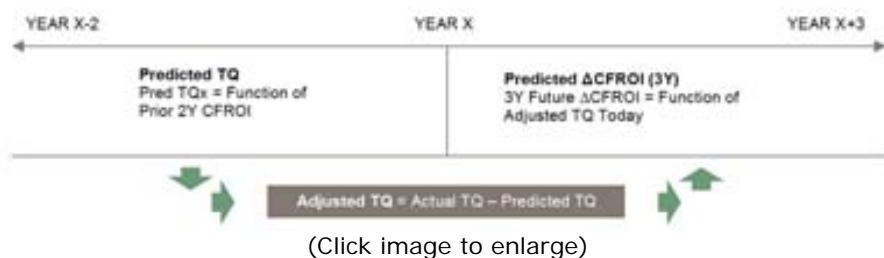 YEAR X-2
YEAR X
YEAR X+3
Predicted TQ
Pred TQx = Function of
Prior 2Y CFROI
Predicted ΔCFROI (3Y)
3Y Future ΔCFROI = Function of
Adjusted TQ Today
Adjusted TQ = Actual TQ – Predicted TQ
(Click image to enlarge)